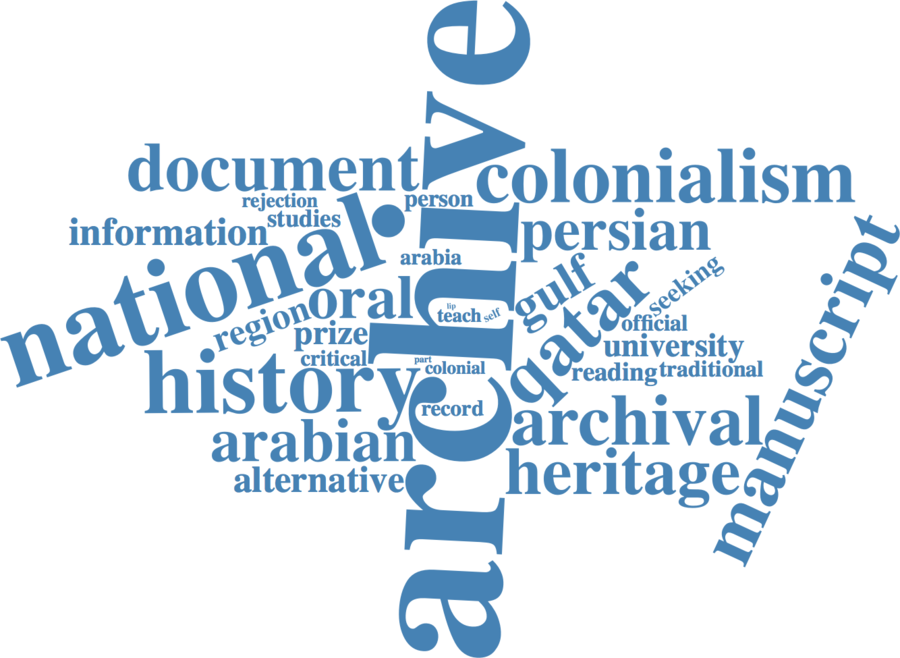 archive
document
colonialism
rejection
person
studies
information
persian
manuscript
national
arabia
gulf
qatar
seeking
oral
region
lip
teach
self
official
prize
university
critical
part
colonial
reading
traditional
history
record
archival
arabian
heritage
alternative